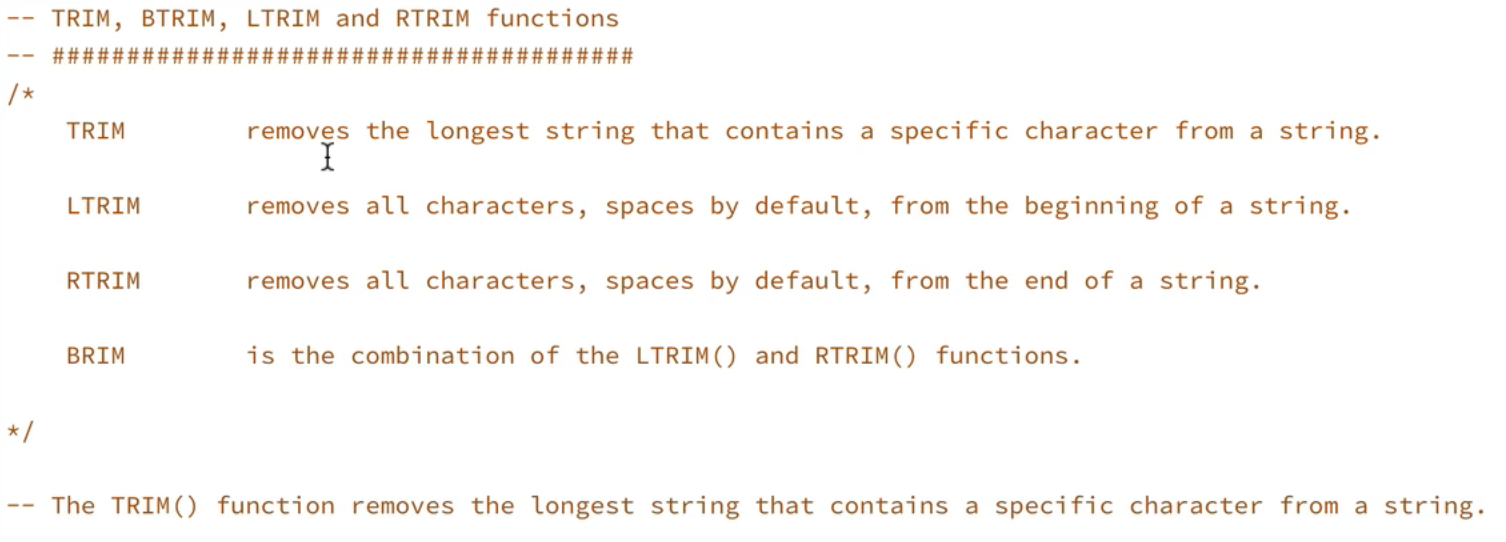 -- TRIM, BTRIM, LTRIM and RTRIM functions
-- #######################################
/*
TRIM removes the longest string that contains a specific character from a string.
LTRIM removes all characters, spaces by default, from the beginning of a string.
RTRIM removes all characters, spaces by default, from the end of a string.
BRIM is the combination of the LTRIM() and RTRIM() functions.
*/
-- The TRIM() function removes the longest string that contains a specific character from a string.